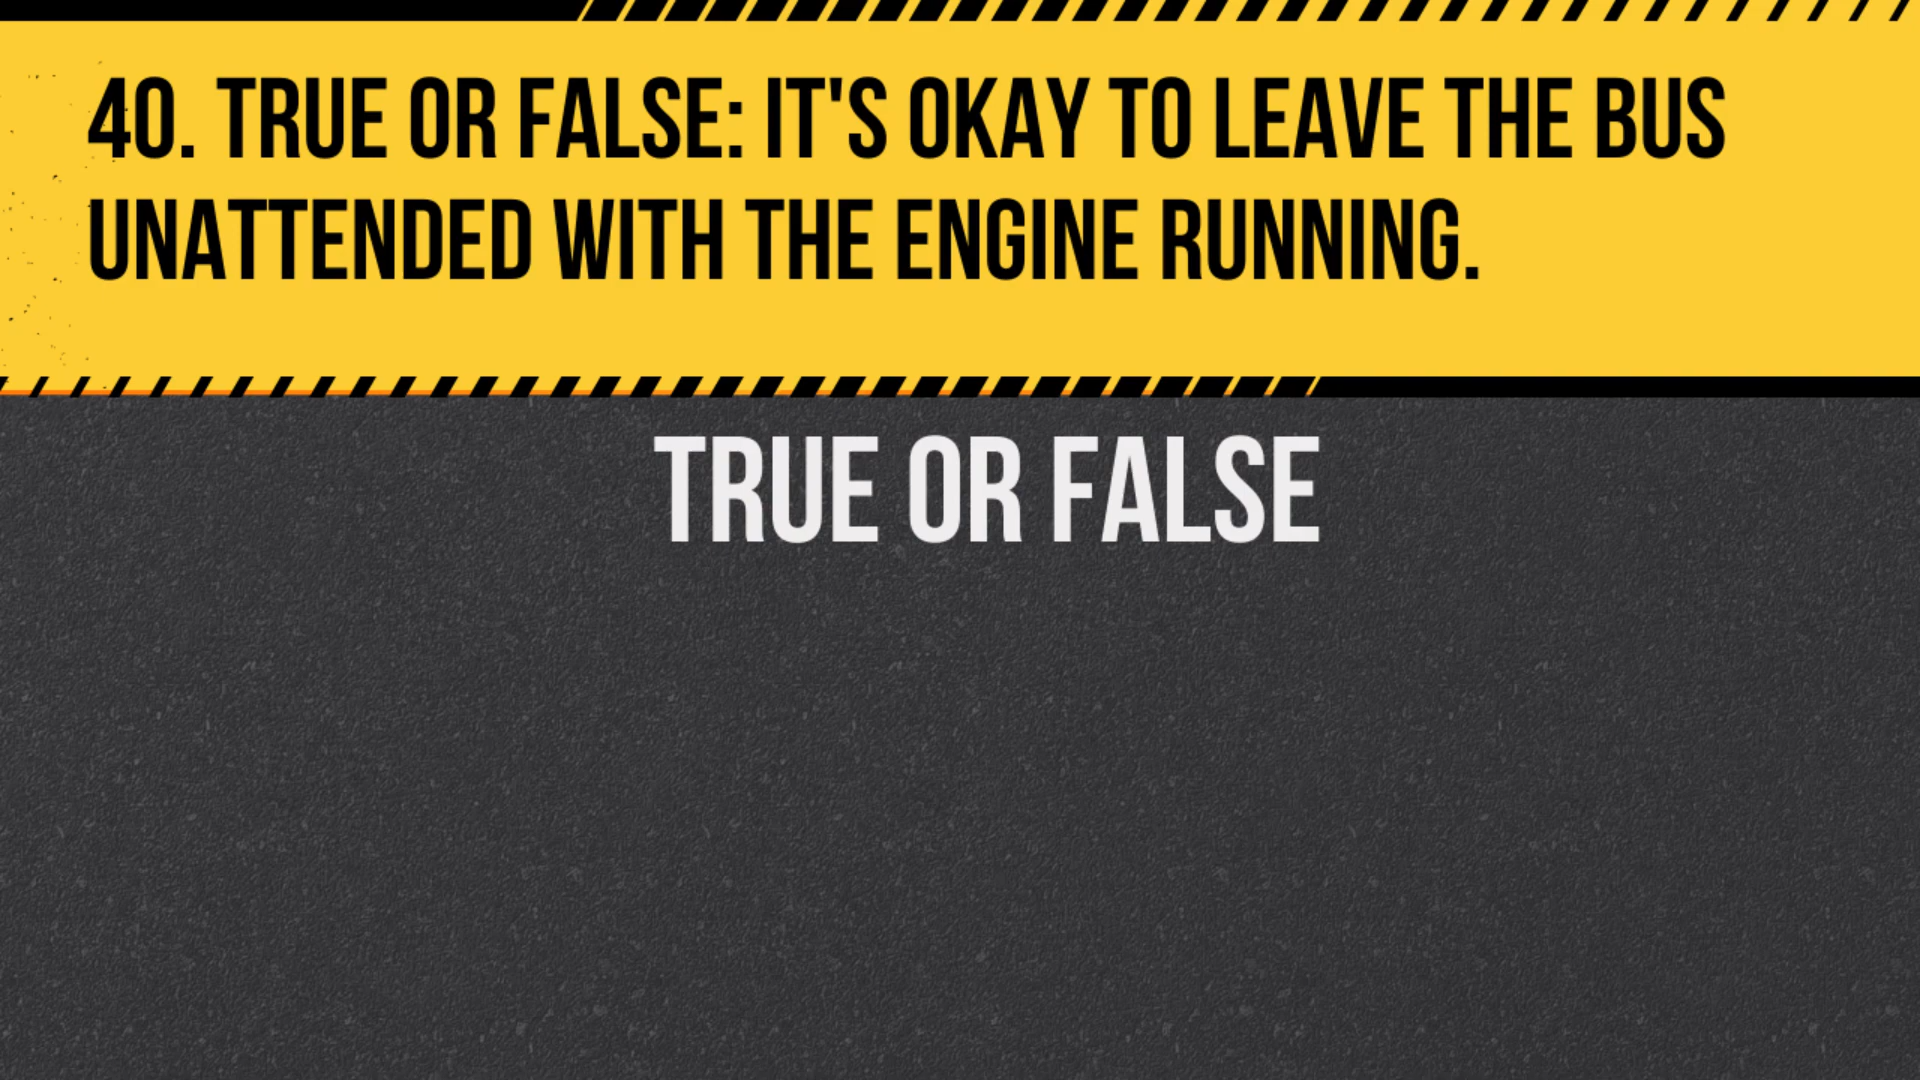 40. TRUE OR FALSE: IT'S OKAY TO LEAVE THE BUS
UNATTENDED WITH THE ENGINE RUNNING.
TRUE OR FALSE